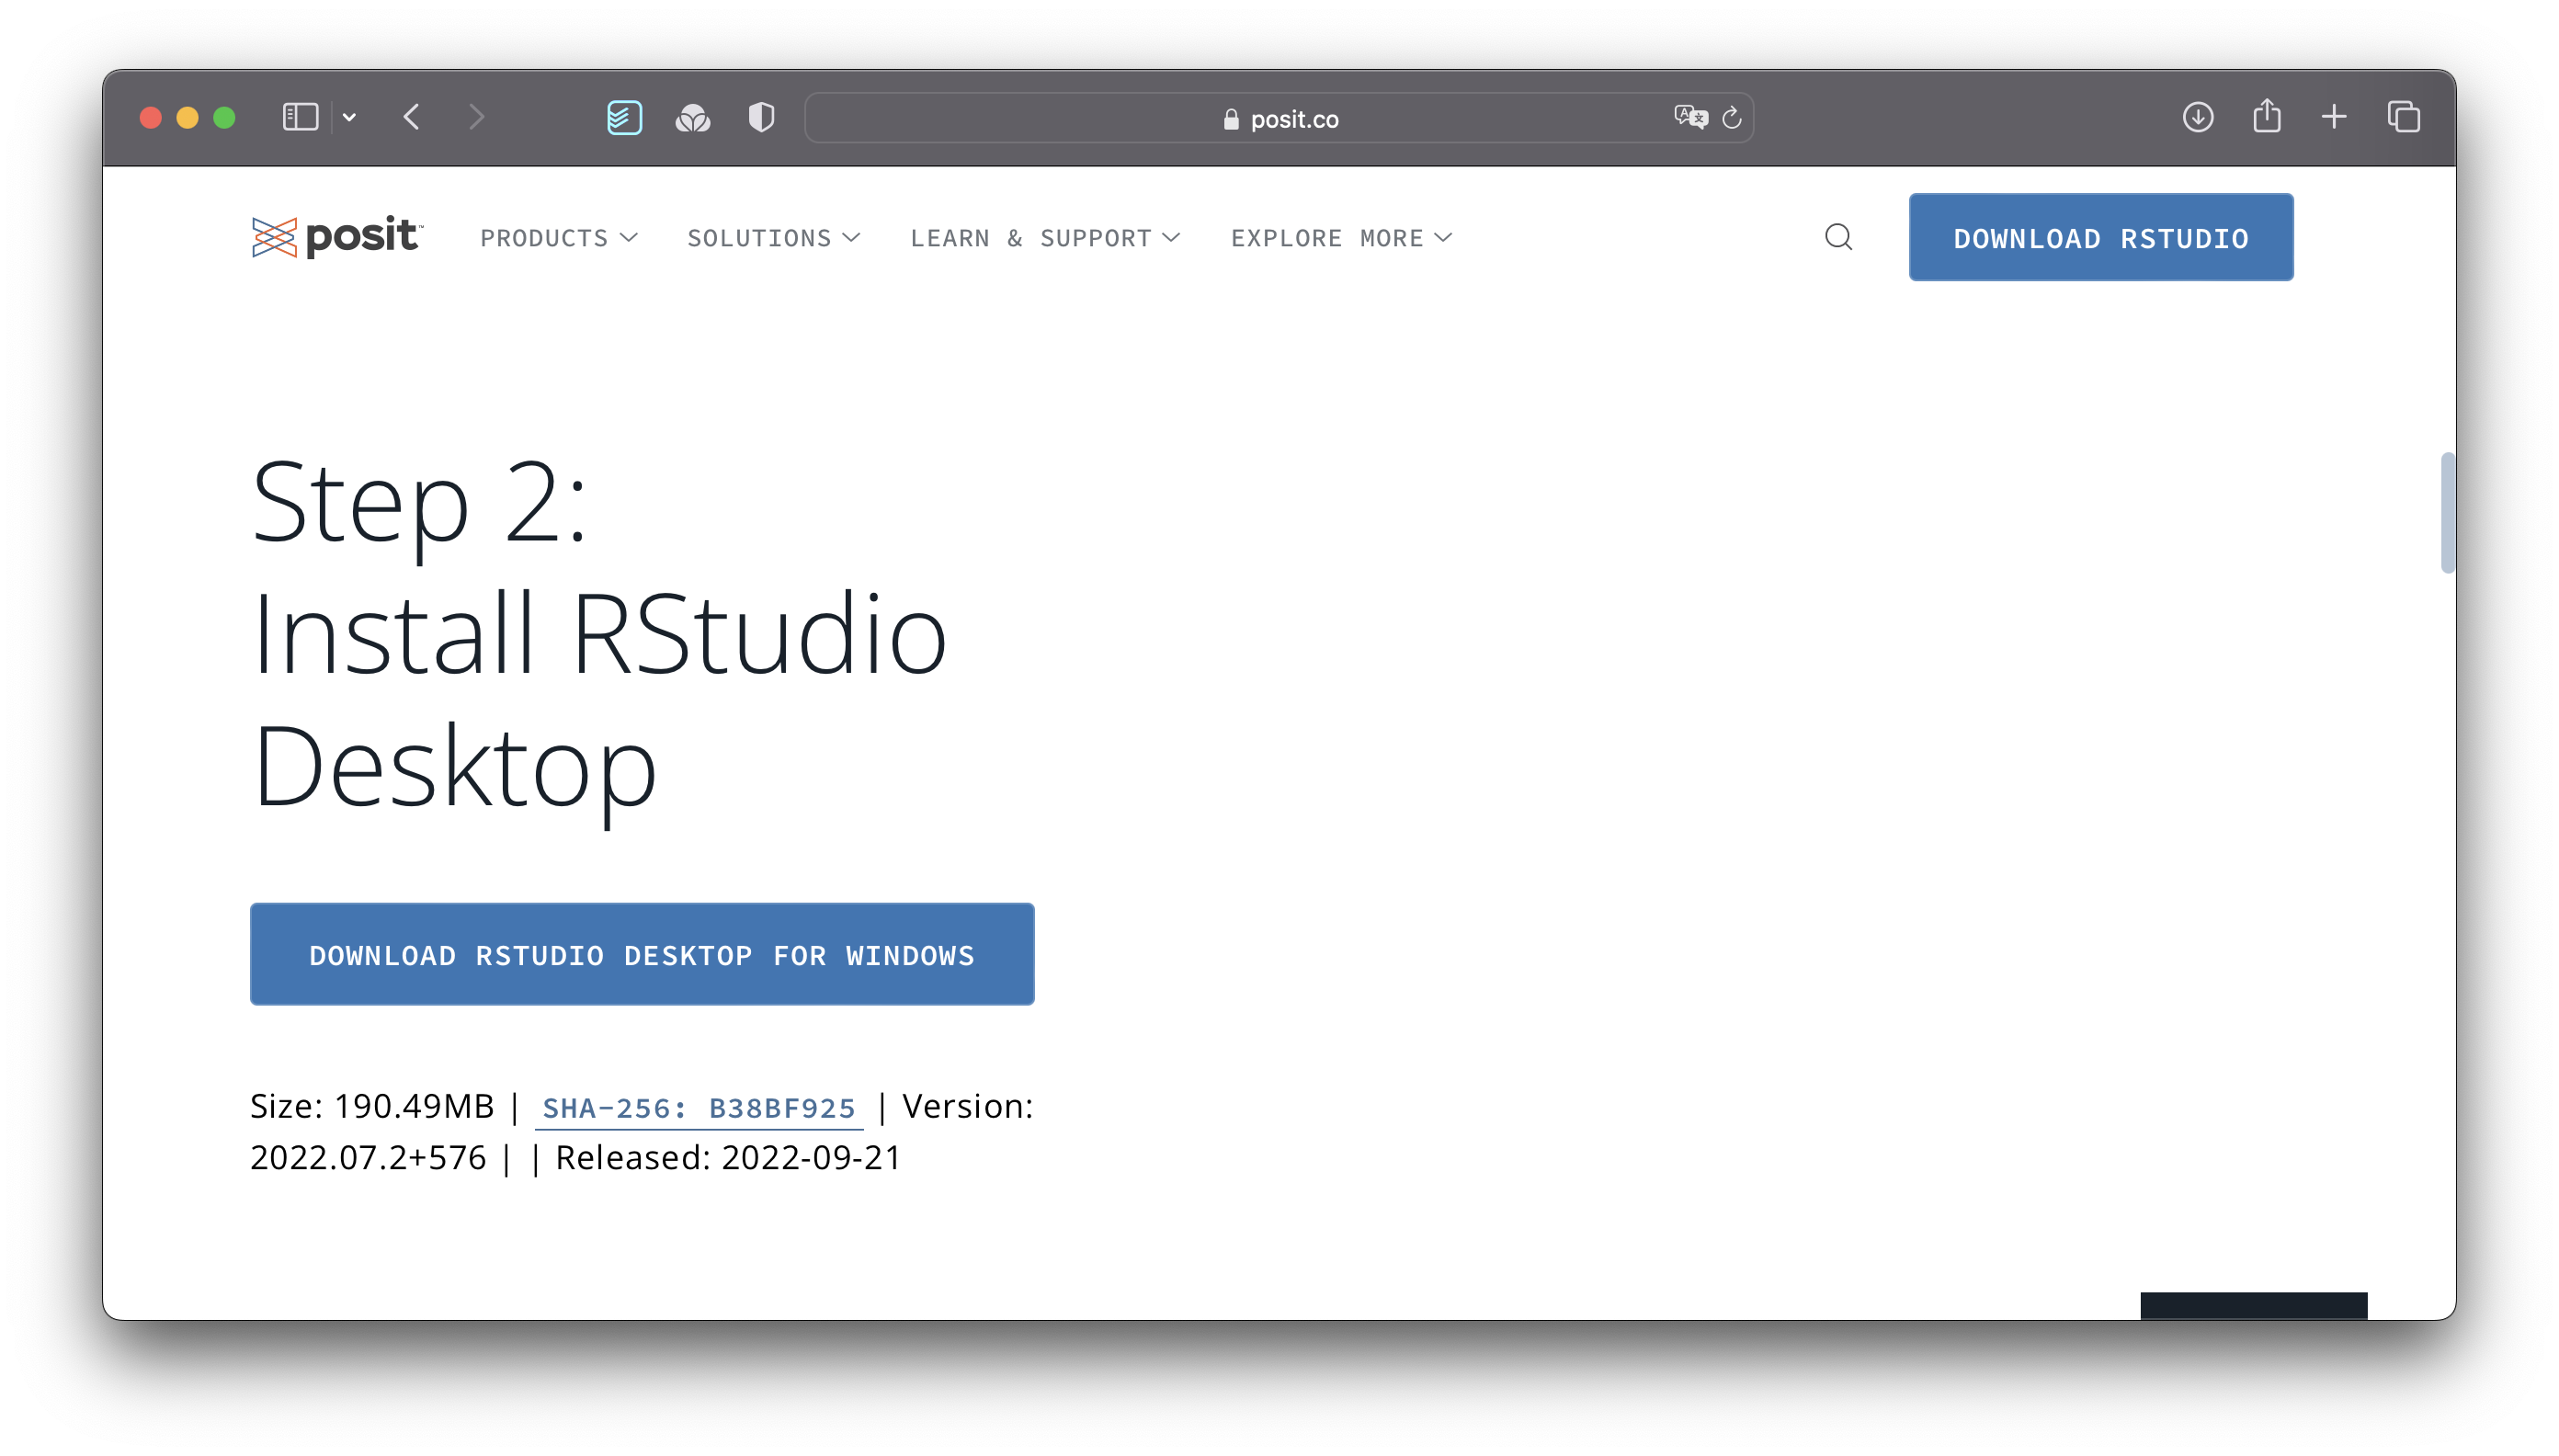 posit.co
posit™ PRODUCTS SOLUTIONS LEARN & SUPPORT EXPLORE MORE DOWNLOAD RSTUDIO
Step 2:
Install RStudio
Desktop
DOWNLOAD RSTUDIO DESKTOP FOR WINDOWS
Size: 190.49MB | SHA-256: B38BF925 | Version:
2022.07.2+576 | | Released: 2022-09-21